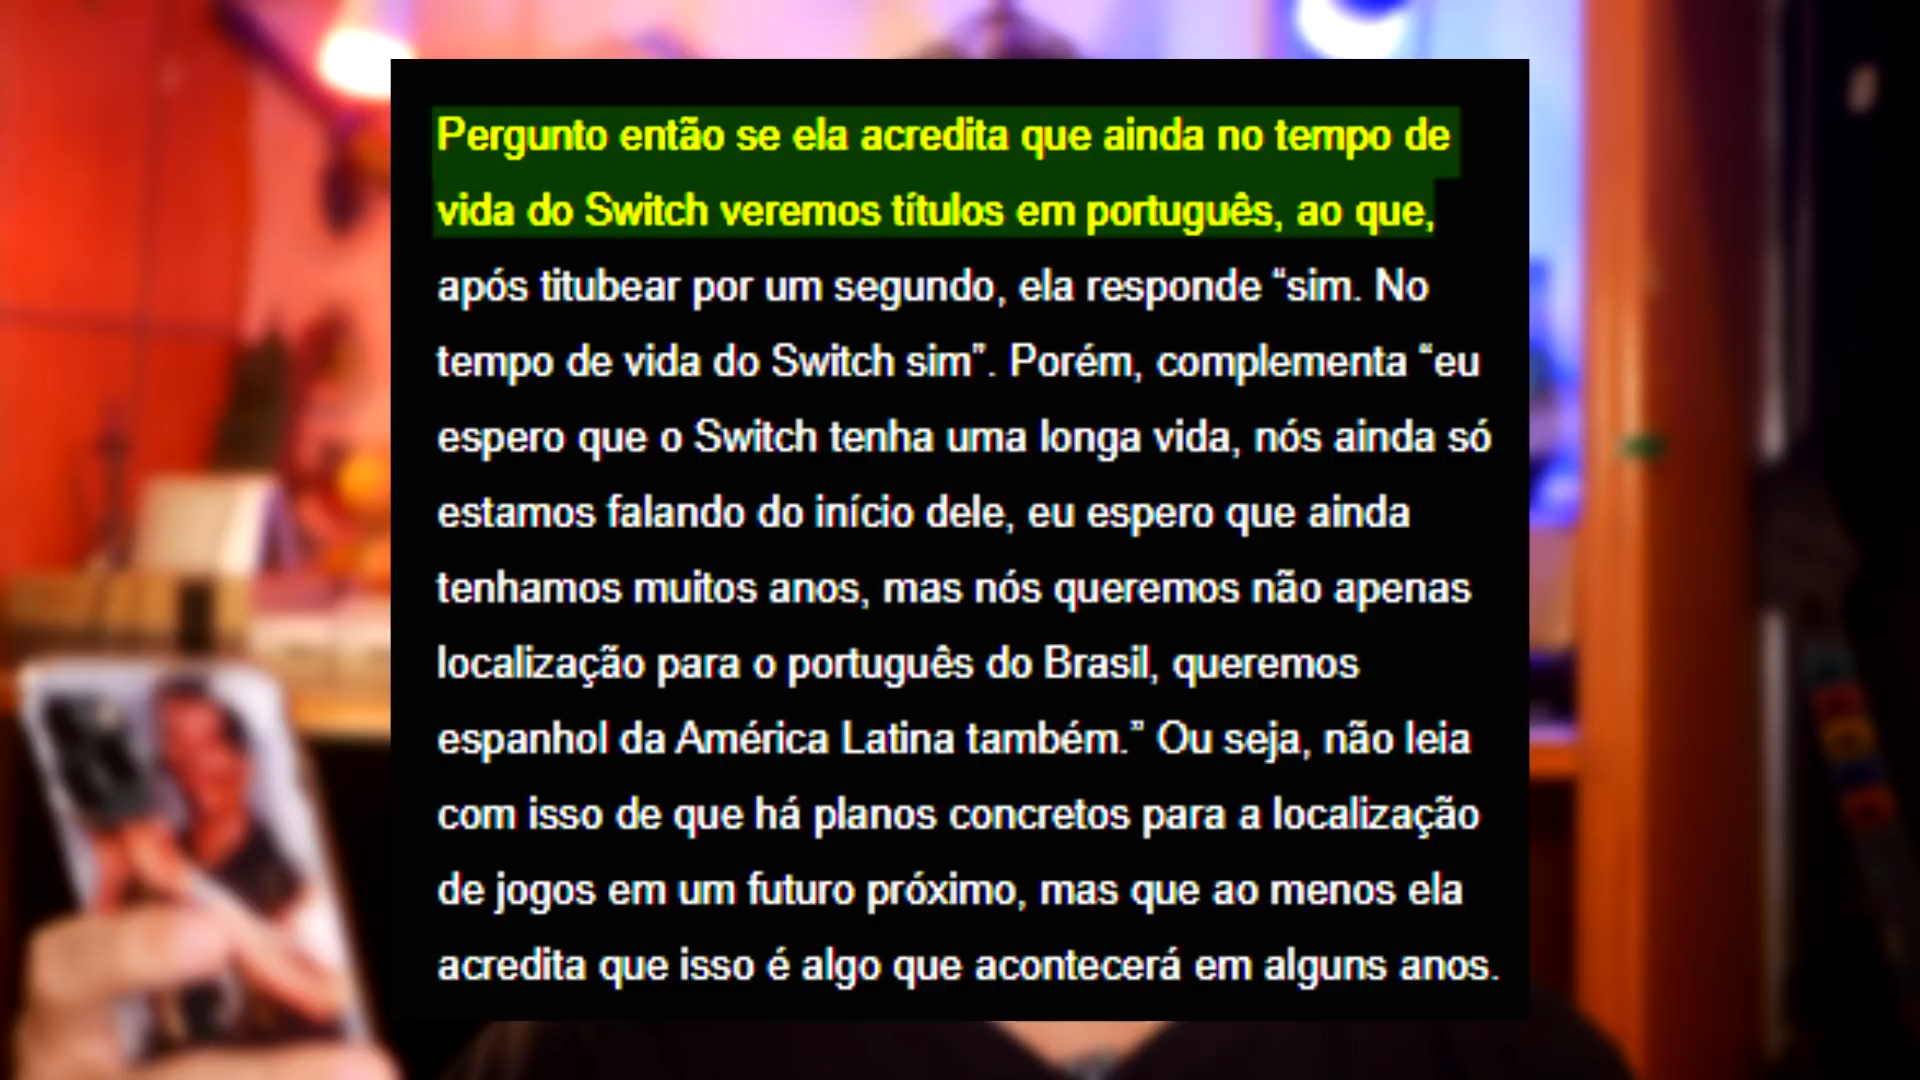 Pergunto então se ela acredita que ainda no tempo de
vida do Switch veremos títulos em português, ao que,
após titubear por um segundo, ela responde “sim. No
tempo de vida do Switch sim”. Porém, complementa “eu
espero que o Switch tenha uma longa vida, nós ainda só
estamos falando do início dele, eu espero que ainda
tenhamos muitos anos, mas nós queremos não apenas
localização para o português do Brasil, queremos
espanhol da América Latina também.” Ou seja, não leia
com isso de que há planos concretos para a localização
de jogos em um futuro próximo, mas que ao menos ela
acredita que isso é algo que acontecerá em alguns anos.